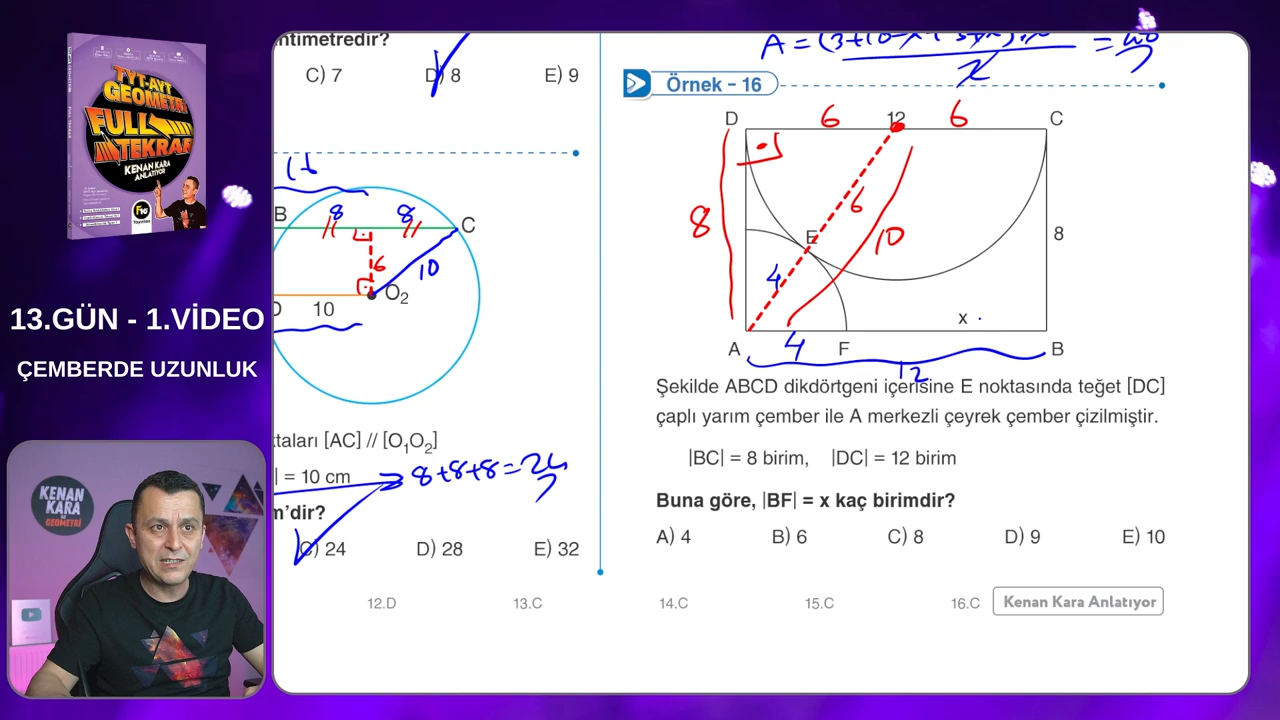 TYT-AYT
GEOMETRİ
FULL
TEKRAR
KENAN KARA
ANLATIYOR
13.GÜN - 1.VİDEO
ÇEMBERDE UZUNLUK
KENAN
KARA
GEOMETRİ
ntimetredir?
C) 7
D) 8
E) 9
16
B
8
8
C
6
10
O2
10
ktaları [AC] // [O1O2]
| = 10 cm
8+8+8=24
m'dir?
C) 24
D) 28
E) 32
12.D
13.C
14.C
15.C
16.C
Kenan Kara Anlatıyor
Örnek - 16
D
6
12
6
C
8
6
10
E
8
4
x
A
4
F
B
12
Şekilde ABCD dikdörtgeni içerisine E noktasında teğet [DC]
çaplı yarım çember ile A merkezli çeyrek çember çizilmiştir.
|BC| = 8 birim, |DC| = 12 birim
Buna göre, |BF| = x kaç birimdir?
A) 4
B) 6
C) 8
D) 9
E) 10